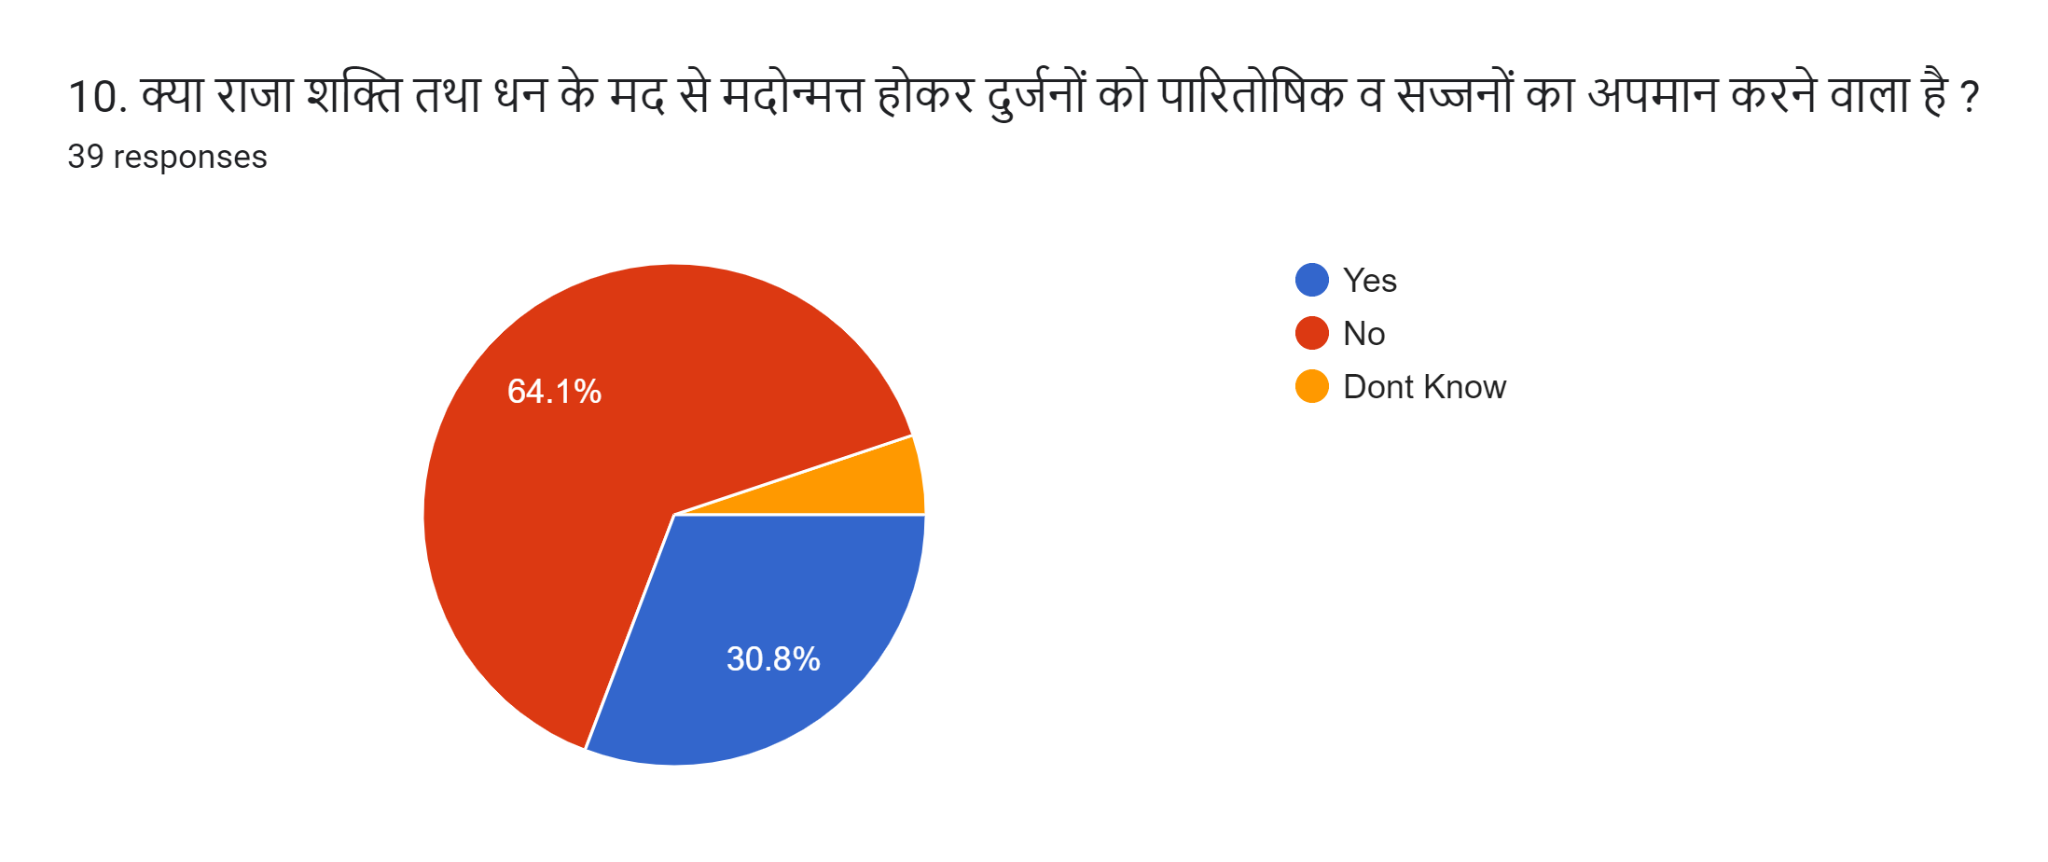 10. क्या राजा शक्ति तथा धन के मद से मदोन्मत्त होकर दुर्जनों को पारितोषिक व सज्जनों का अपमान करने वाला है ?
39 responses
Yes
No
Dont Know
64.1%
30.8%